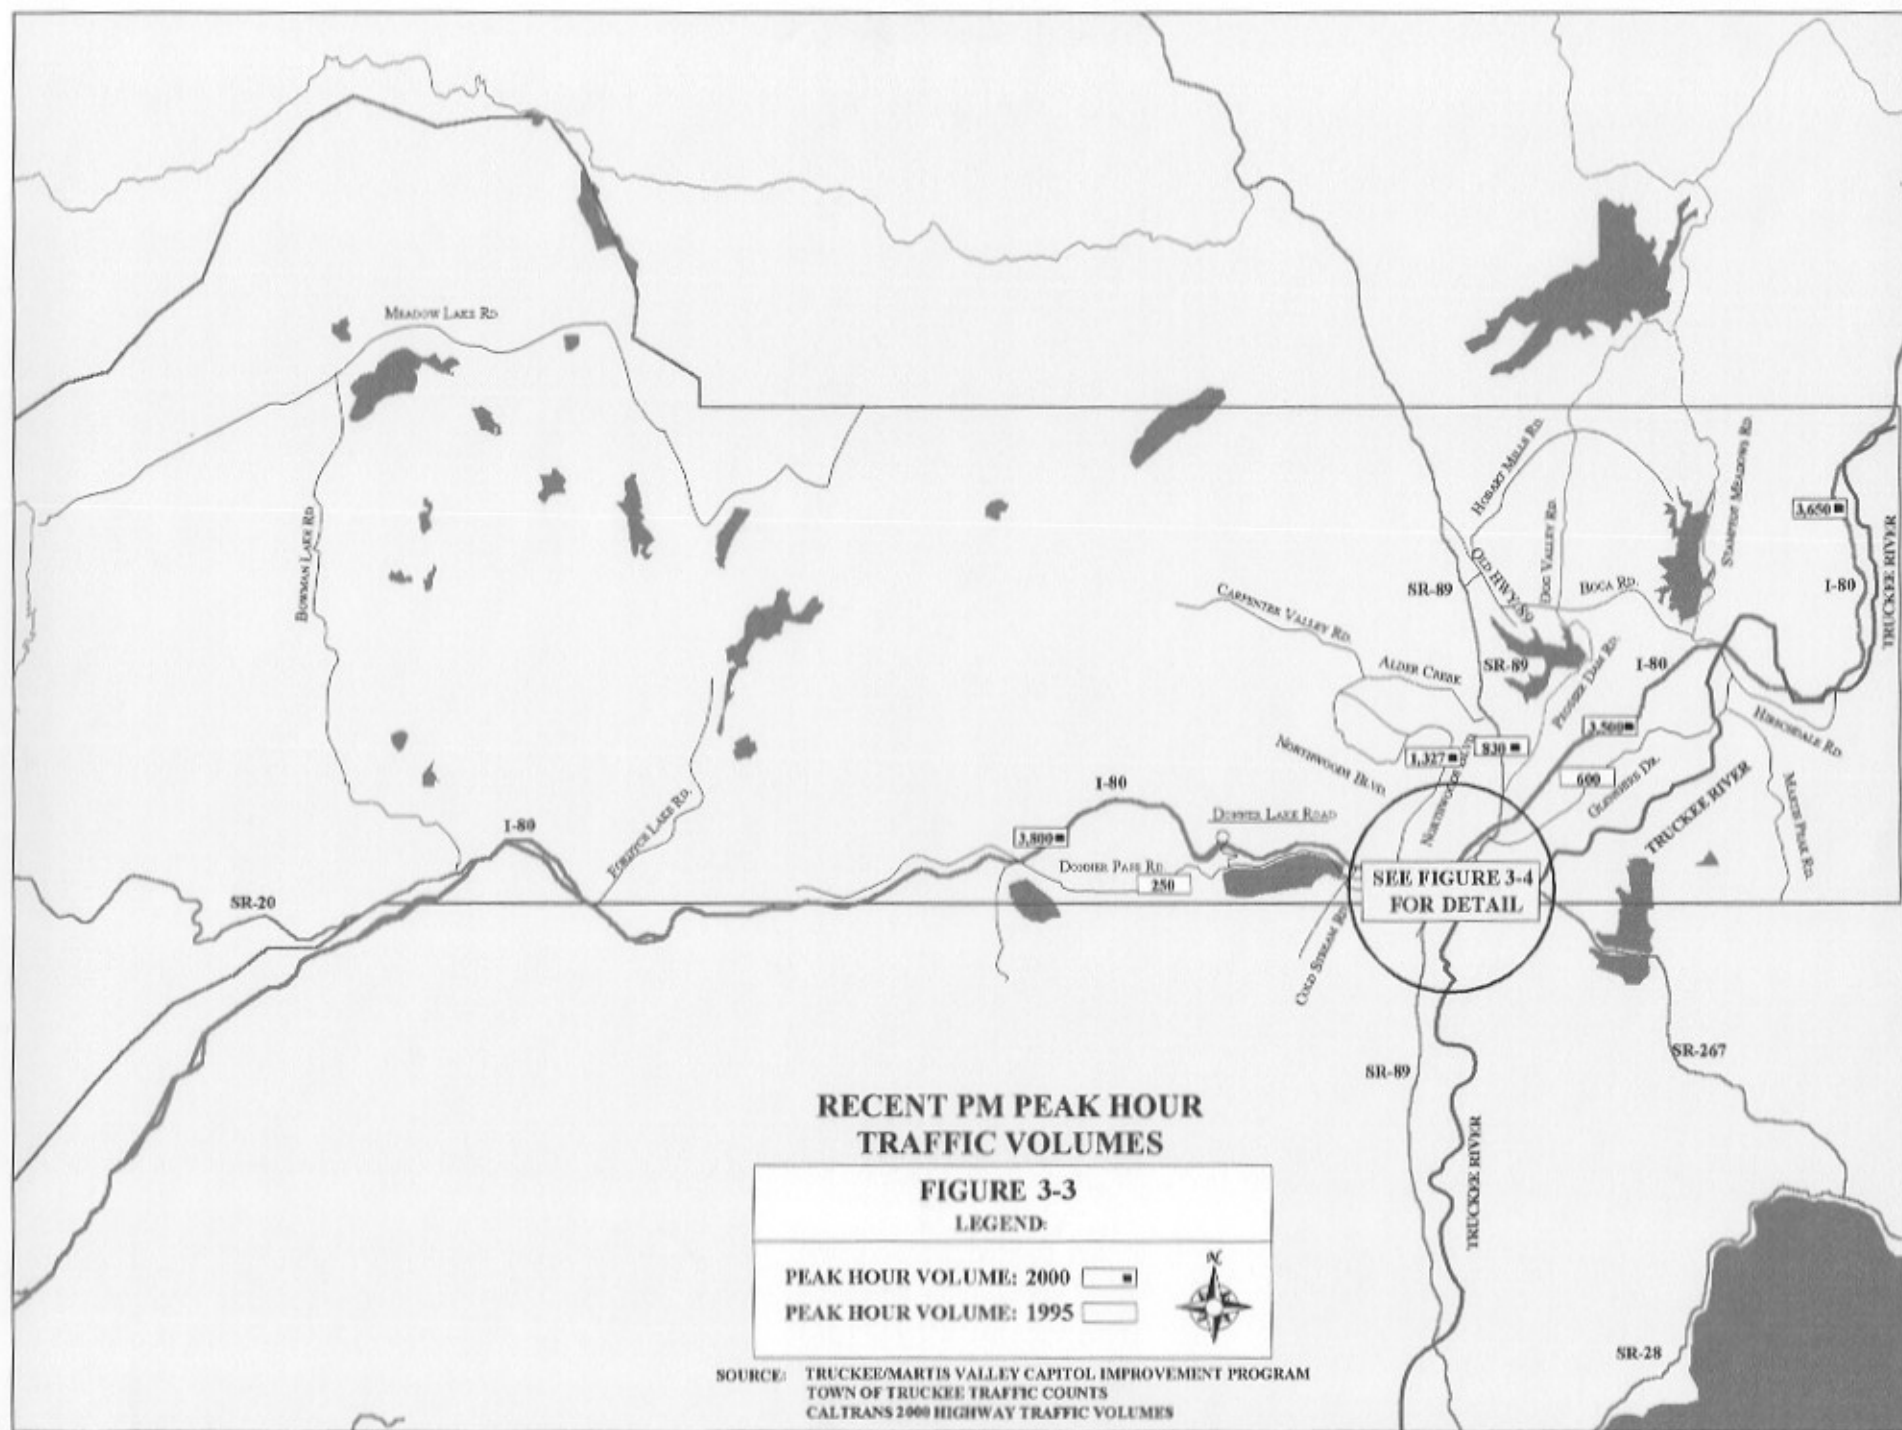 MEADOW LAKE RD
BOWMAN LAKE RD
HOBART MILLS RD.
STAMPEDE MEADOWS RD
3,650
TRUCKEE RIVER
DOG VALLEY RD.
OLD HWY 89
BOCA RD.
I-80
SR-89
CARPENTER VALLEY RD.
ALDER CREEK
SR-89
PROSSER DAM RD.
I-80
HIRSCHDALE RD
3,500
830
1,327
NORTHWOODS BLVD.
NORTHWOODS BLVD.
600
GLENSHIRE DR.
TRUCKEE RIVER
MARTIS PEAK RD.
I-80
DONNER LAKE ROAD
3,800
I-80
FORDYCE LAKE RD.
DONNER PASS RD.
250
SEE FIGURE 3-4
FOR DETAIL
SR-20
COLD STREAM RD
SR-267
SR-89
TRUCKEE RIVER
RECENT PM PEAK HOUR
TRAFFIC VOLUMES
FIGURE 3-3
LEGEND:
PEAK HOUR VOLUME: 2000
PEAK HOUR VOLUME: 1995
N
SR-28
SOURCE: TRUCKEE/MARTIS VALLEY CAPITOL IMPROVEMENT PROGRAM
TOWN OF TRUCKEE TRAFFIC COUNTS
CALTRANS 2000 HIGHWAY TRAFFIC VOLUMES